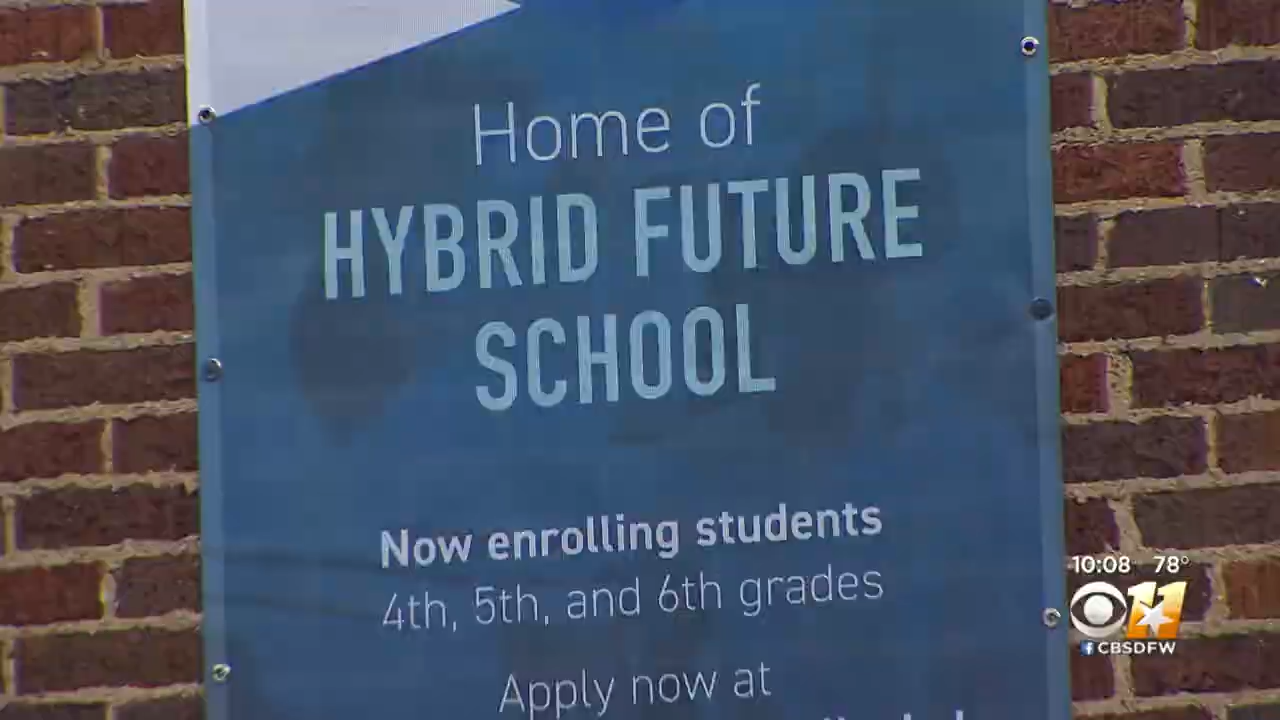 Home of
HYBRID FUTURE
SCHOOL
Now enrolling students
4th, 5th, and 6th grades
Apply now at
10:08 78°
11
f CBSDFW